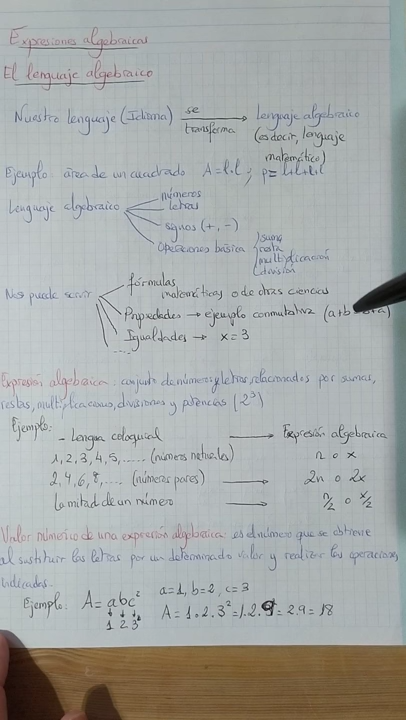 Expresiones algebraicas
El lenguaje algebraico
Nuestro lenguaje (Idioma) se transforma → lenguaje algebraico
(es decir, lenguaje
matemático)
Ejemplo: área de un cuadrado A = l·l ; p = l+l+l+l
Lenguaje algebraico
números
letras
signos (+, -)
Operaciones básica
suma
resta
multiplicación
división
Nos puede servir
fórmulas
matemáticas o de otras ciencias
Propiedades → ejemplo conmutativa (a+b
Igualdades → x = 3
.....
Expresión algebraica: conjunto de números y letras, relacionados por sumas,
restas, multiplicaciones, divisiones y potencias (2³)
Ejemplo:
- Lengua coloquial → Expresión algebraica
1, 2, 3, 4, 5, ..... (números naturales) n o x
2, 4, 6, 8, .... (números pares) → 2n o 2x
La mitad de un número → n/2 o x/2
Valor númerico de una expresión algebraica: es el número que se obtiene
al sustituir las letras por un determinado valor y realizar las operaciones
indicadas.
Ejemplo: A = abc² a=1, b=2, c=3
1 2 3² A = 1·2·3² = 1·2·9 = 2·9 = 18